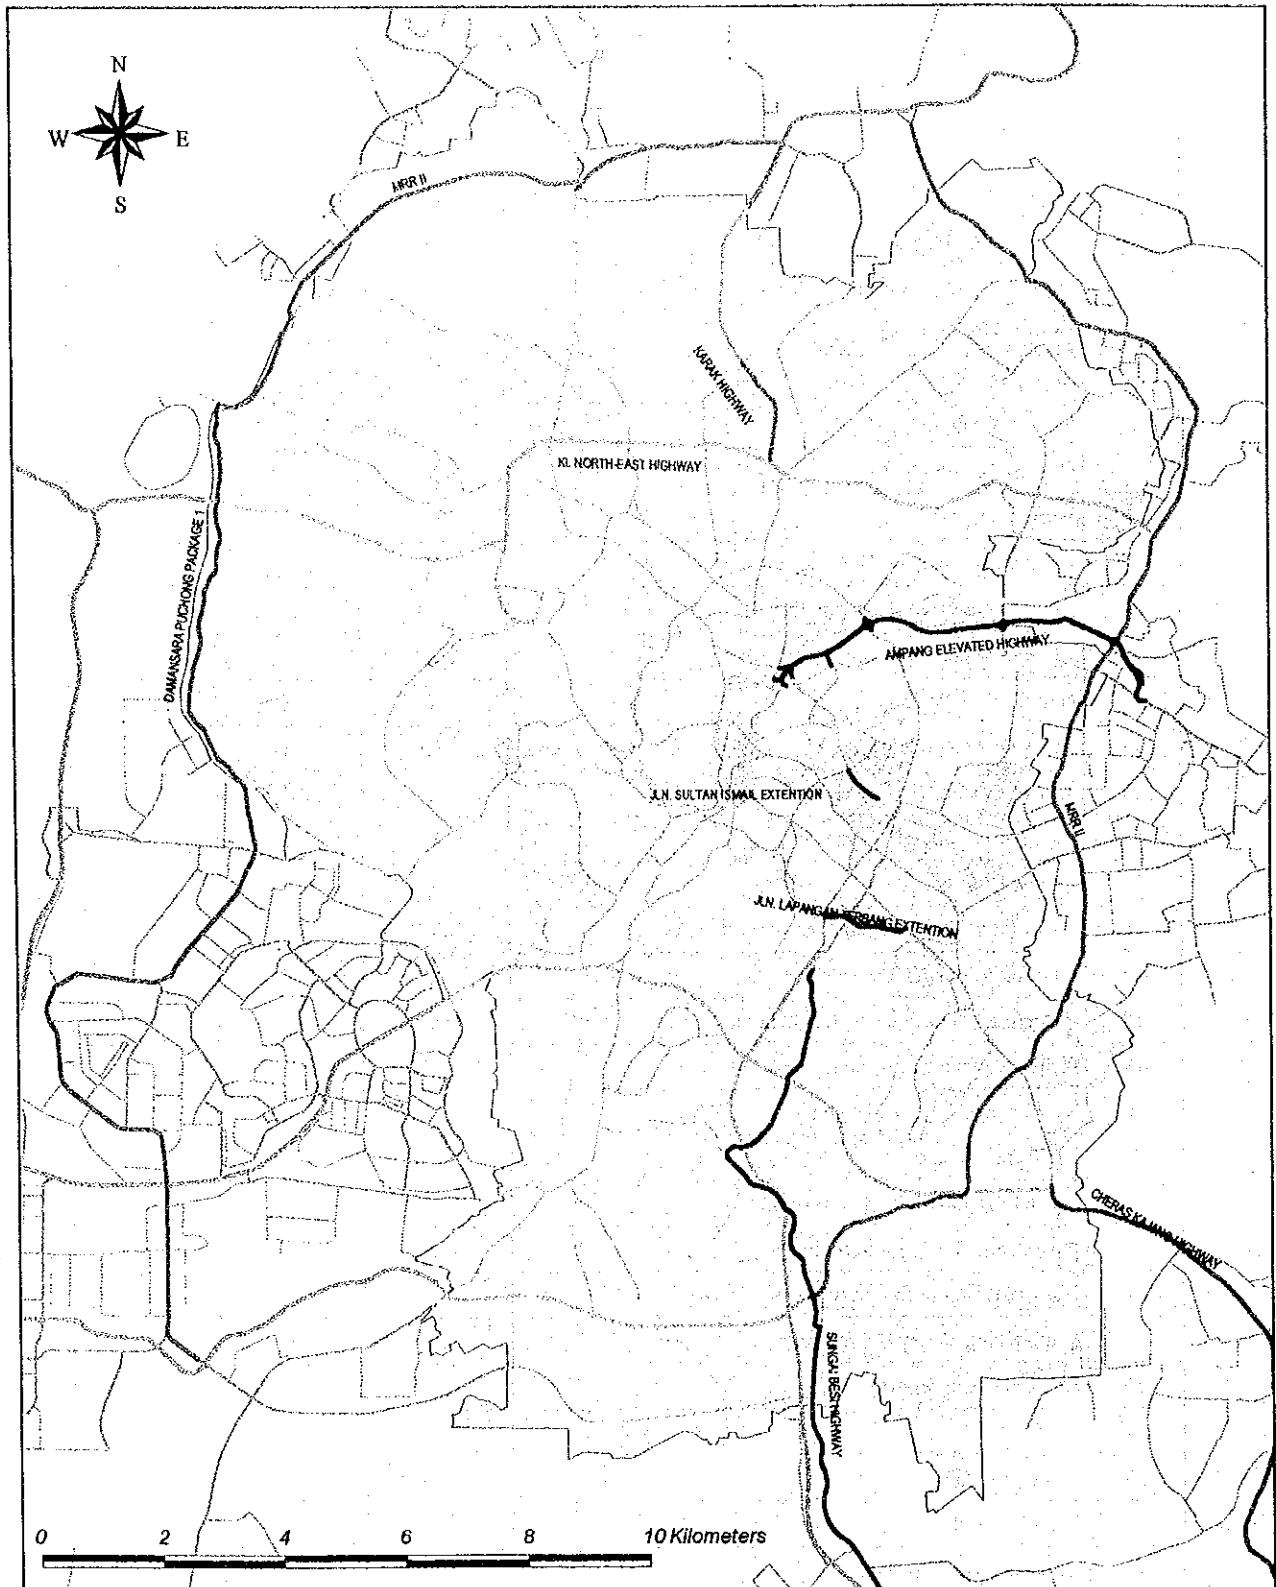 N
W E
S
MRR II
KARAK HIGHWAY
KL NORTH-EAST HIGHWAY
DAMANSARA PUCHONG PACKAGE 1
AMPANG ELEVATED HIGHWAY
JLN. SULTAN ISMAIL EXTENTION
MRR II
JLN. LAPANGAN TERBANG EXTENTION
CHERAS KAJANG HIGHWAY
SUNGAI BESI HIGHWAY
0 2 4 6 8 10 Kilometers